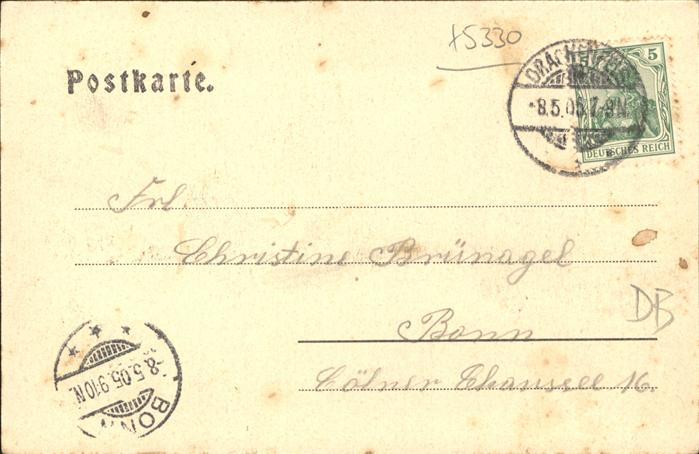 x5330
Postkarte.
5
DEUTSCHES REICH
DRACHENFELS
8.5.05.7-8N.
Frl.
Christine Brünagel
DB
Bonn
Cölner Chaussee 16.
* * *
-8.5.05.9-10N.
BONN